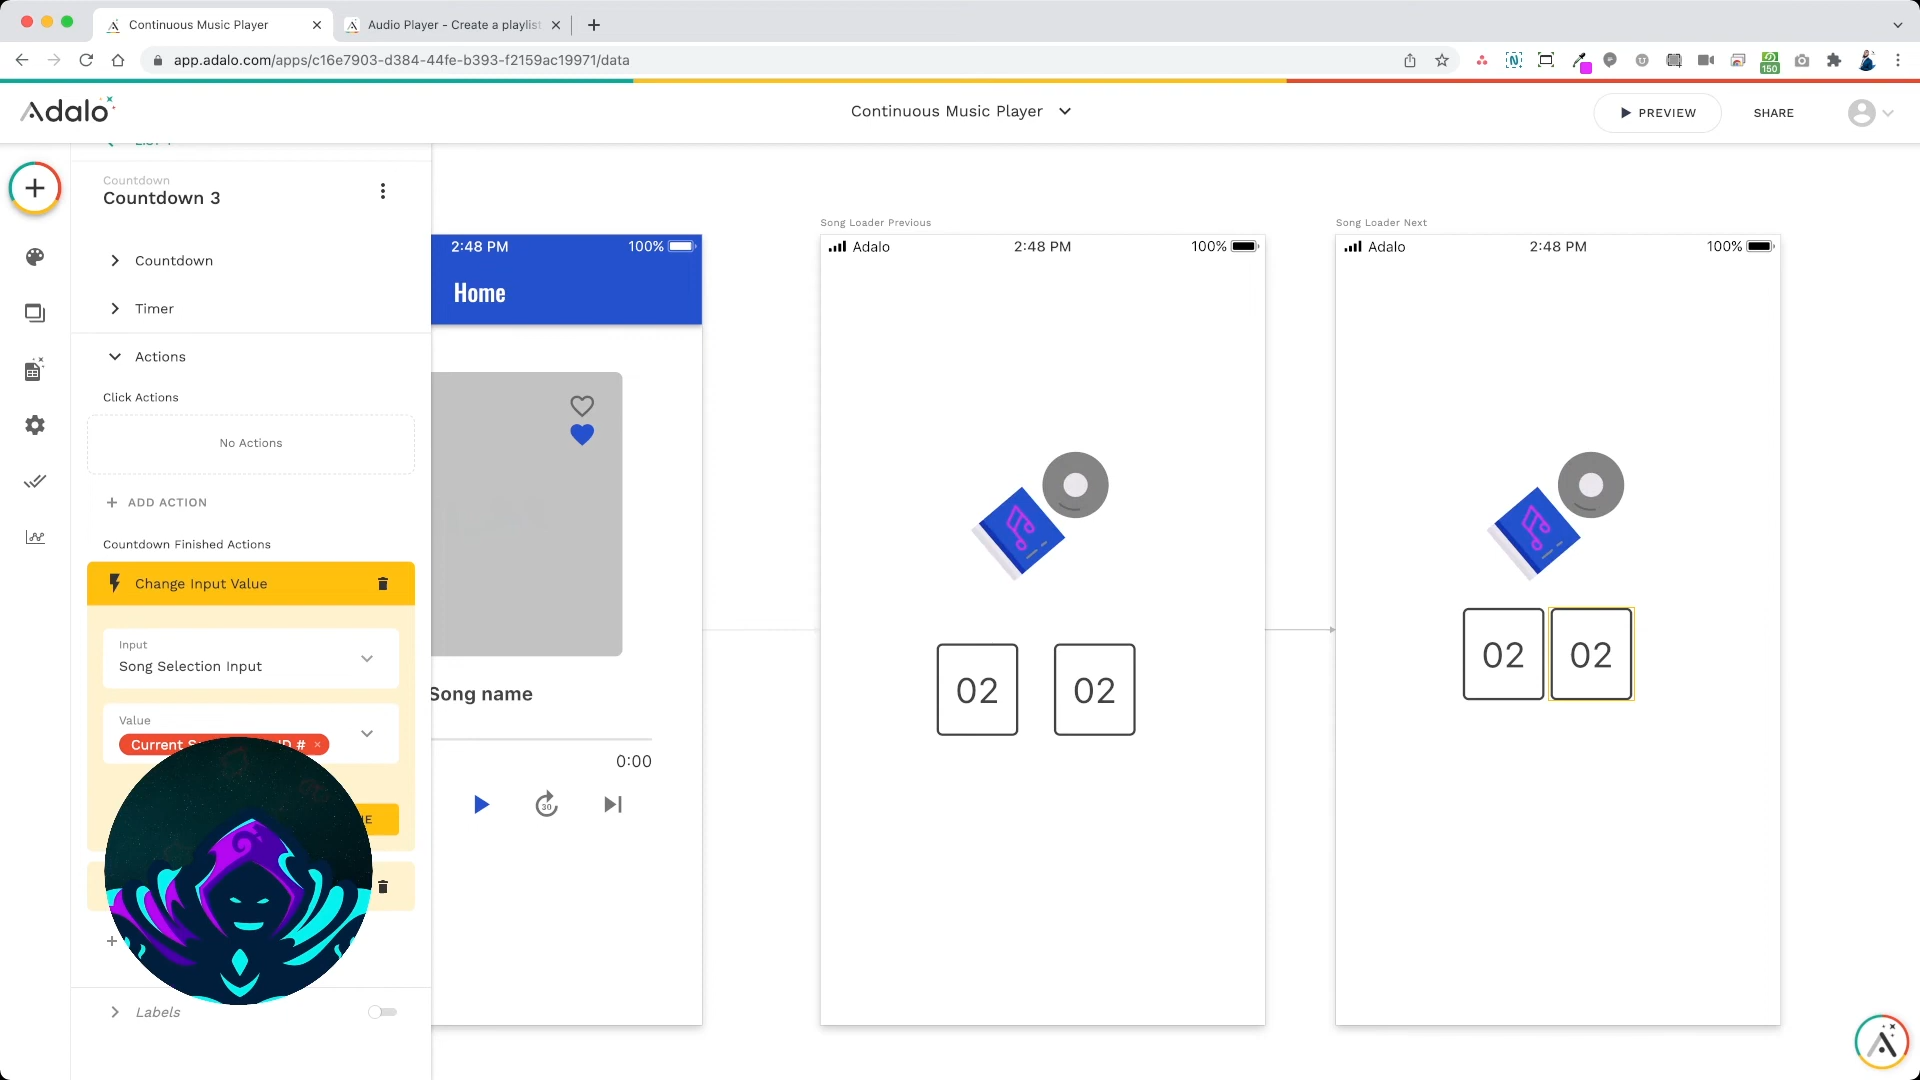 Continuous Music Player
Audio Player - Create a playlist
app.adalo.com/apps/c16e7903-d384-44fe-b393-f2159ac19971/data
150
Adalo
Continuous Music Player
PREVIEW
SHARE
Countdown
Countdown 3
Countdown
Timer
Actions
Click Actions
No Actions
ADD ACTION
Countdown Finished Actions
Change Input Value
Input
Song Selection Input
Value
Current
#
Labels
2:48 PM
100%
Home
Song name
0:00
30
Song Loader Previous
Adalo
2:48 PM
100%
02
02
Song Loader Next
Adalo
2:48 PM
100%
02
02